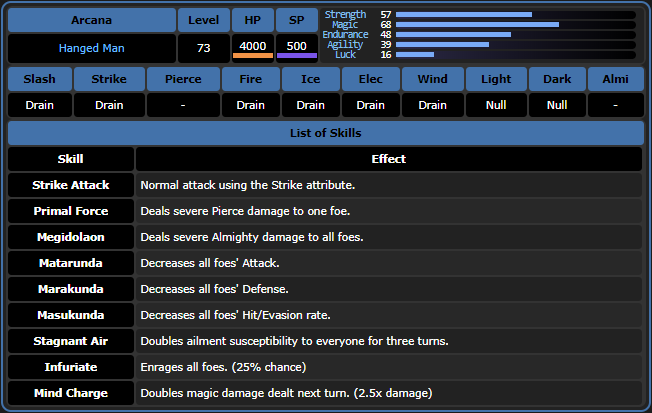 Arcana Level HP SP
Hanged Man 73 4000 500
Strength 57
Magic 68
Endurance 48
Agility 39
Luck 16
Slash Strike Pierce Fire Ice Elec Wind Light Dark Almi
Drain Drain - Drain Drain Drain Drain Null Null -
List of Skills
Skill Effect
Strike Attack Normal attack using the Strike attribute.
Primal Force Deals severe Pierce damage to one foe.
Megidolaon Deals severe Almighty damage to all foes.
Matarunda Decreases all foes' Attack.
Marakunda Decreases all foes' Defense.
Masukunda Decreases all foes' Hit/Evasion rate.
Stagnant Air Doubles ailment susceptibility to everyone for three turns.
Infuriate Enrages all foes. (25% chance)
Mind Charge Doubles magic damage dealt next turn. (2.5x damage)